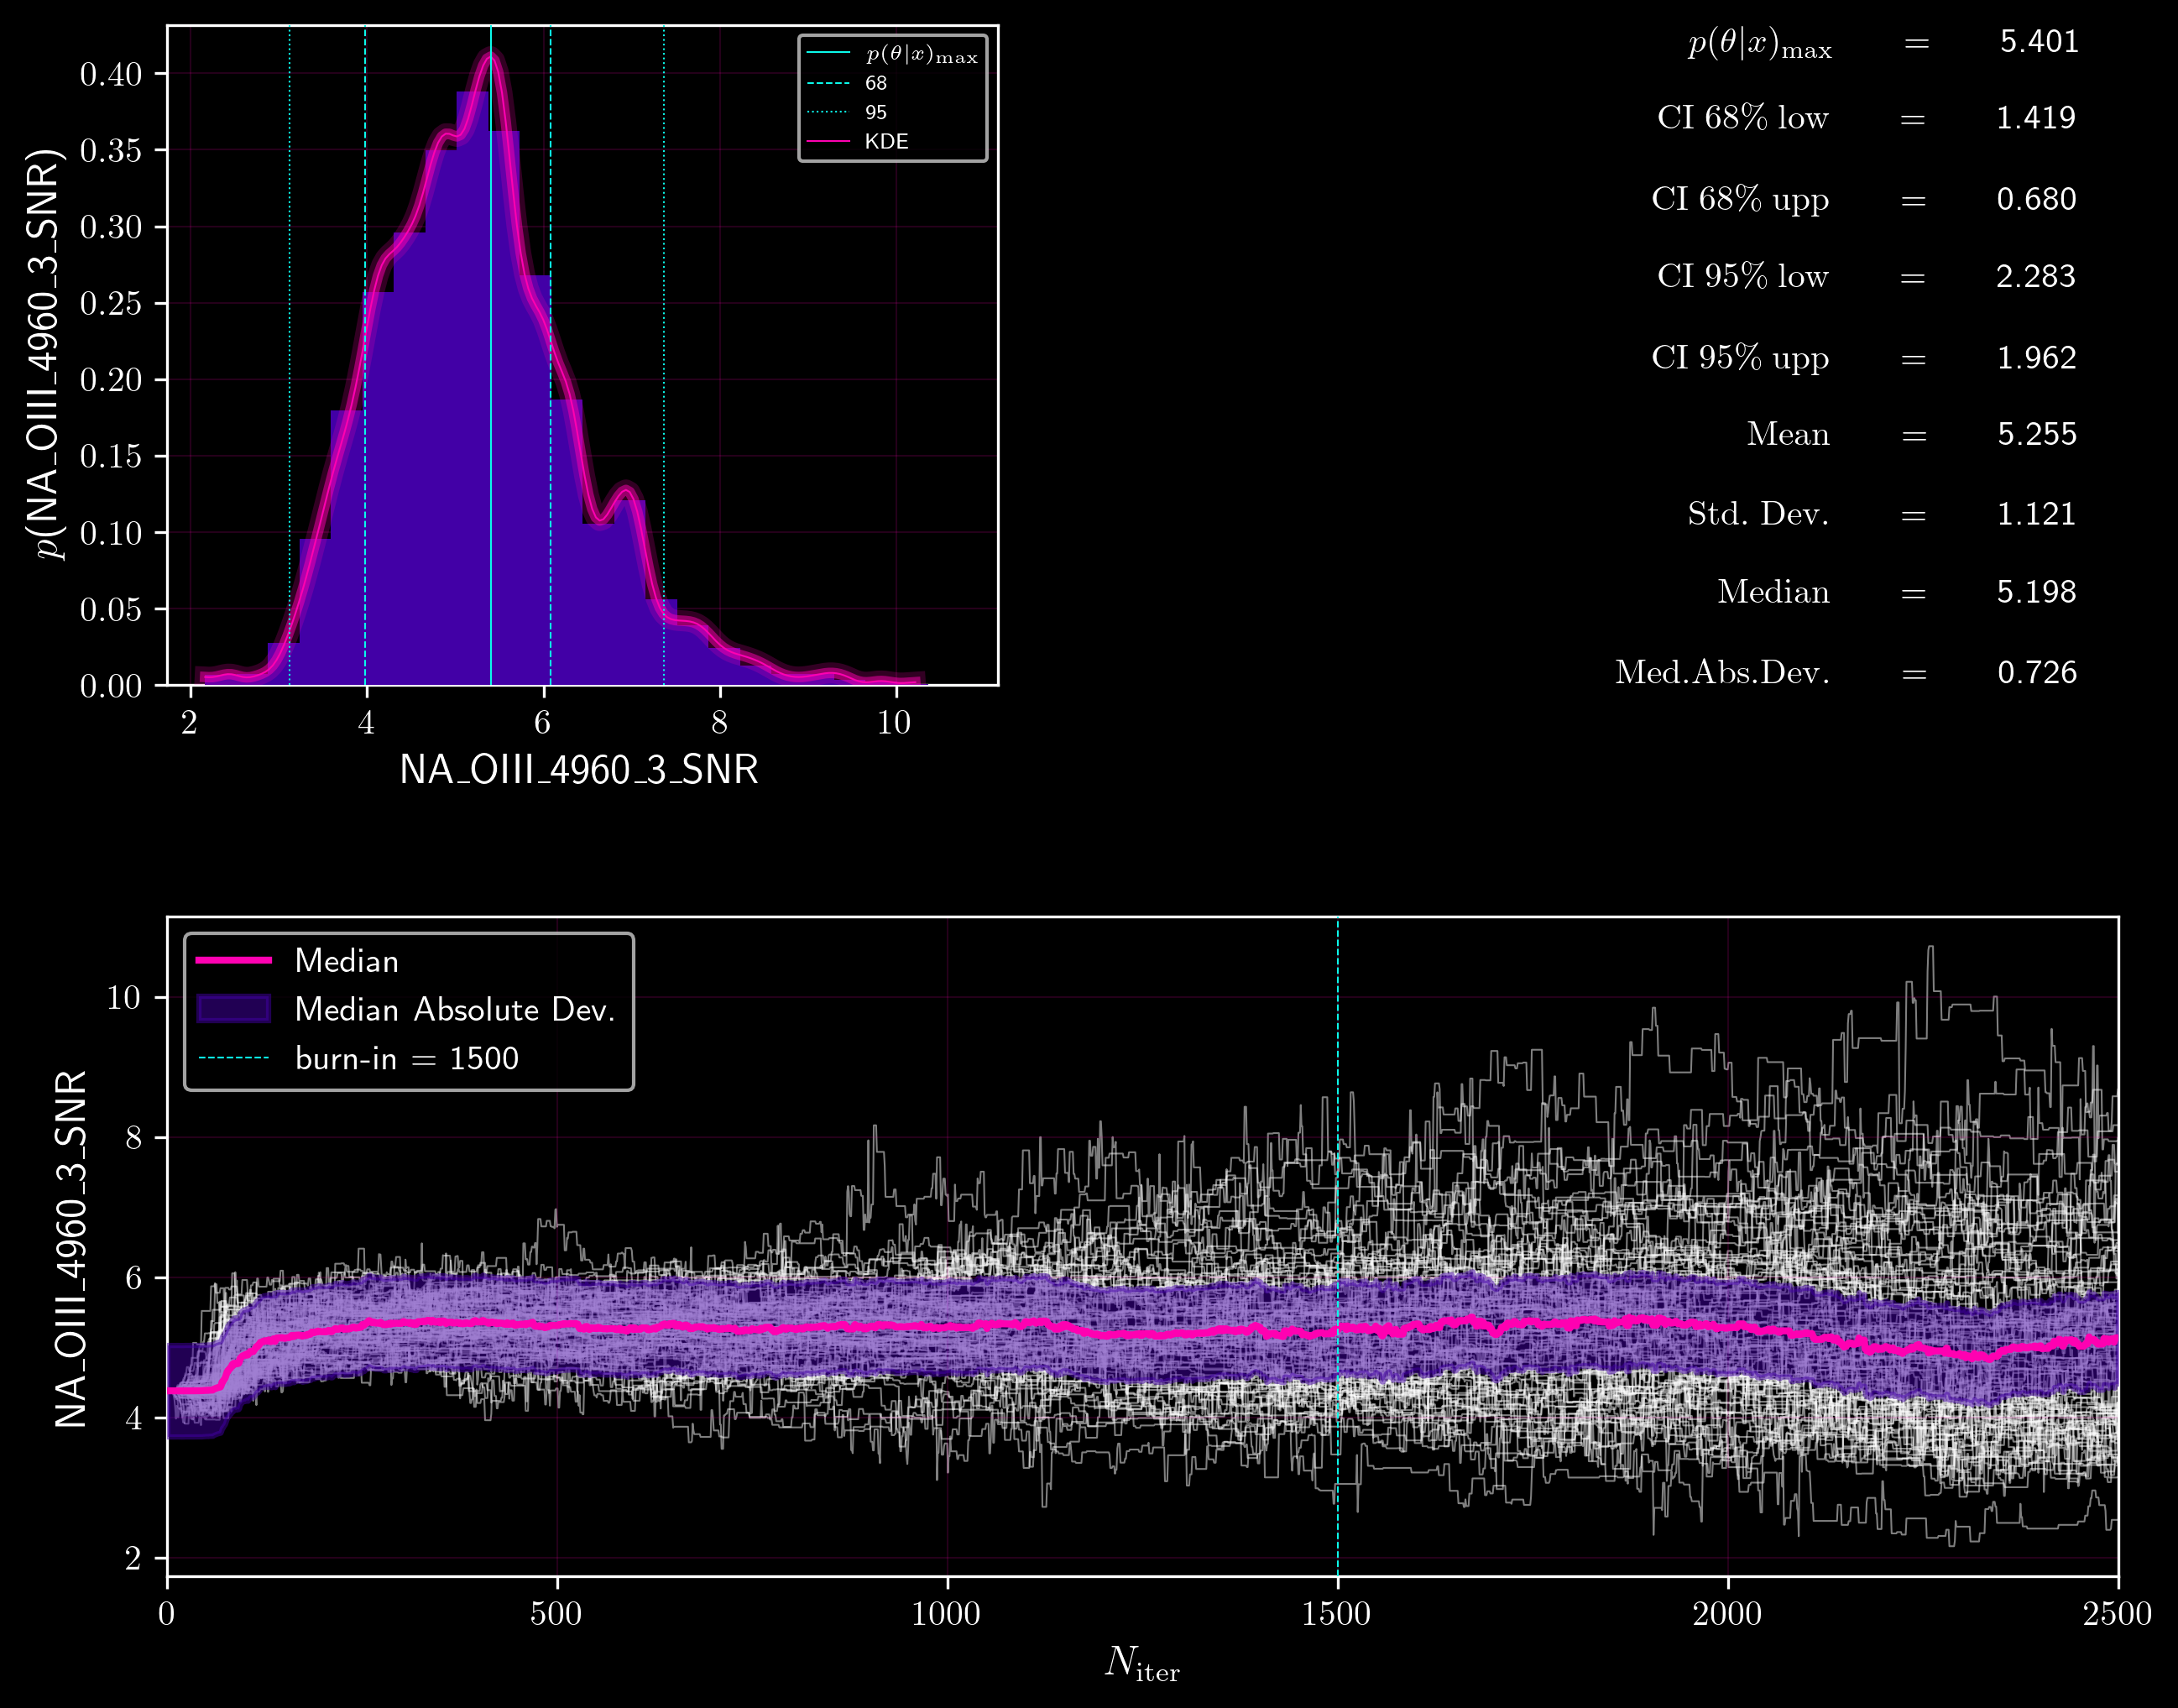 p(NA_OIII_4960_3_SNR)
0.40
0.35
0.30
0.25
0.20
0.15
0.10
0.05
0.00
2 4 6 8 10
NA_OIII_4960_3_SNR
p(θ|x)max
68
95
KDE
p(θ|x)max = 5.401
CI 68% low = 1.419
CI 68% upp = 0.680
CI 95% low = 2.283
CI 95% upp = 1.962
Mean = 5.255
Std. Dev. = 1.121
Median = 5.198
Med.Abs.Dev. = 0.726
NA_OIII_4960_3_SNR
10
8
6
4
2
Median
Median Absolute Dev.
burn-in = 1500
0 500 1000 1500 2000 2500
Niter